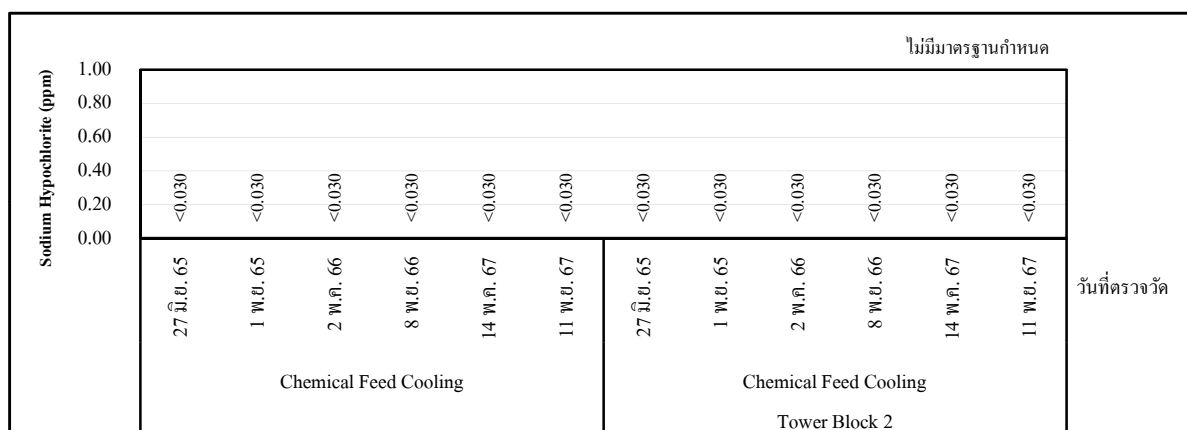 ไม่มีมาตรฐานกำหนด
Sodium Hypochlorite (ppm)
1.00
0.80
0.60
0.40
0.20
0.00
<0.030 <0.030 <0.030 <0.030 <0.030 <0.030 <0.030 <0.030 <0.030 <0.030 <0.030 <0.030
27 มิ.ย. 65 1 พ.ย. 65 2 พ.ค. 66 8 พ.ย. 66 14 พ.ค. 67 11 พ.ย. 67 27 มิ.ย. 65 1 พ.ย. 65 2 พ.ค. 66 8 พ.ย. 66 14 พ.ค. 67 11 พ.ย. 67
วันที่ตรวจวัด
Chemical Feed Cooling Chemical Feed Cooling
Tower Block 2